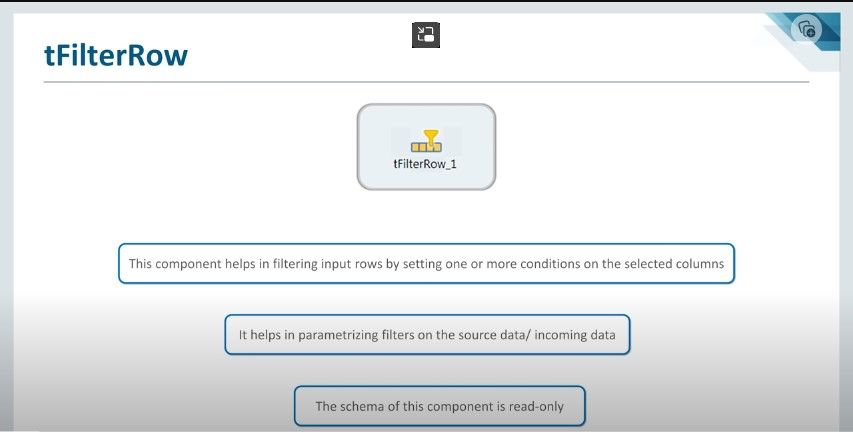 tFilterRow
tFilterRow_1
This component helps in filtering input rows by setting one or more conditions on the selected columns
It helps in parametrizing filters on the source data/ incoming data
The schema of this component is read-only